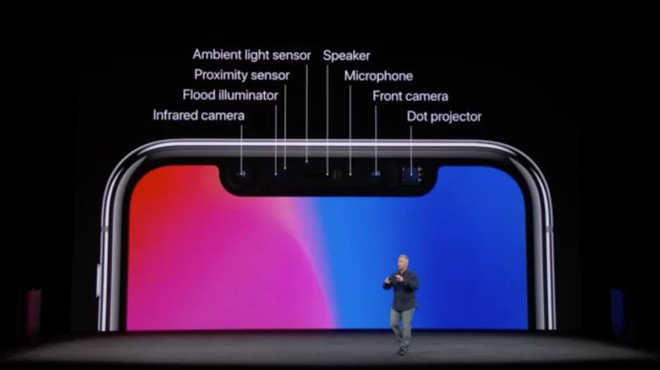 Ambient light sensor
Speaker
Proximity sensor
Microphone
Flood illuminator
Front camera
Infrared camera
Dot projector